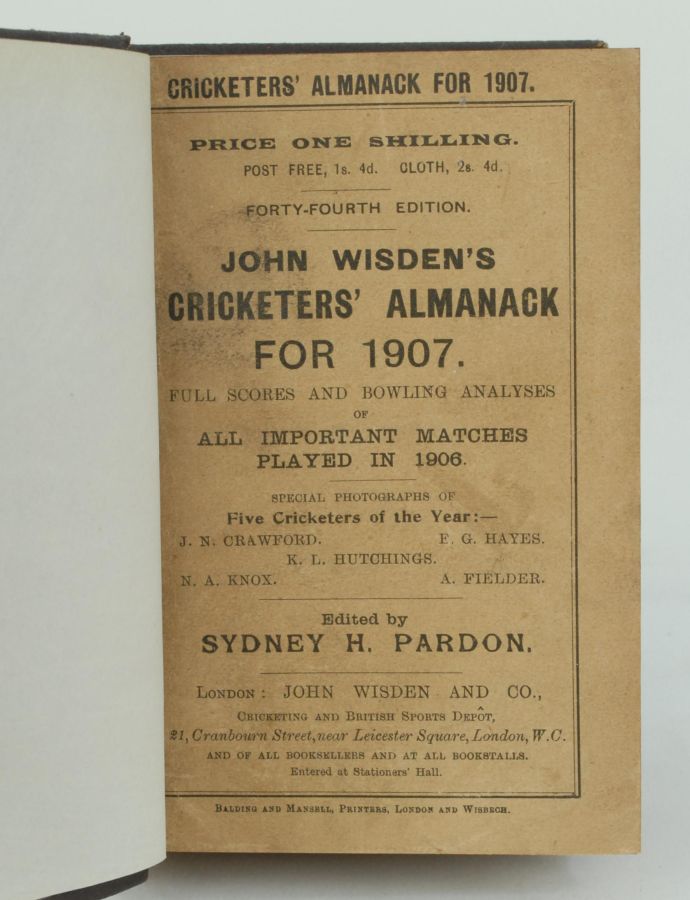 CRICKETERS' ALMANACK FOR 1907.
PRICE ONE SHILLING.
POST FREE, 1s. 4d. CLOTH, 2s. 4d.
FORTY-FOURTH EDITION.
JOHN WISDEN'S
CRICKETERS' ALMANACK
FOR 1907.
FULL SCORES AND BOWLING ANALYSES
OF
ALL IMPORTANT MATCHES
PLAYED IN 1906.
SPECIAL PHOTOGRAPHS OF
Five Cricketers of the Year:—
J. N. CRAWFORD. E. G. HAYES.
K. L. HUTCHINGS.
N. A. KNOX. A. FIELDER.
Edited by
SYDNEY H. PARDON.
LONDON: JOHN WISDEN AND CO.,
CRICKETING AND BRITISH SPORTS DEPÔT,
21, Cranbourn Street, near Leicester Square, London, W.C.
AND OF ALL BOOKSELLERS AND AT ALL BOOKSTALLS.
Entered at Stationers' Hall.
BALDING AND MANSELL, PRINTERS, LONDON AND WISBECH.